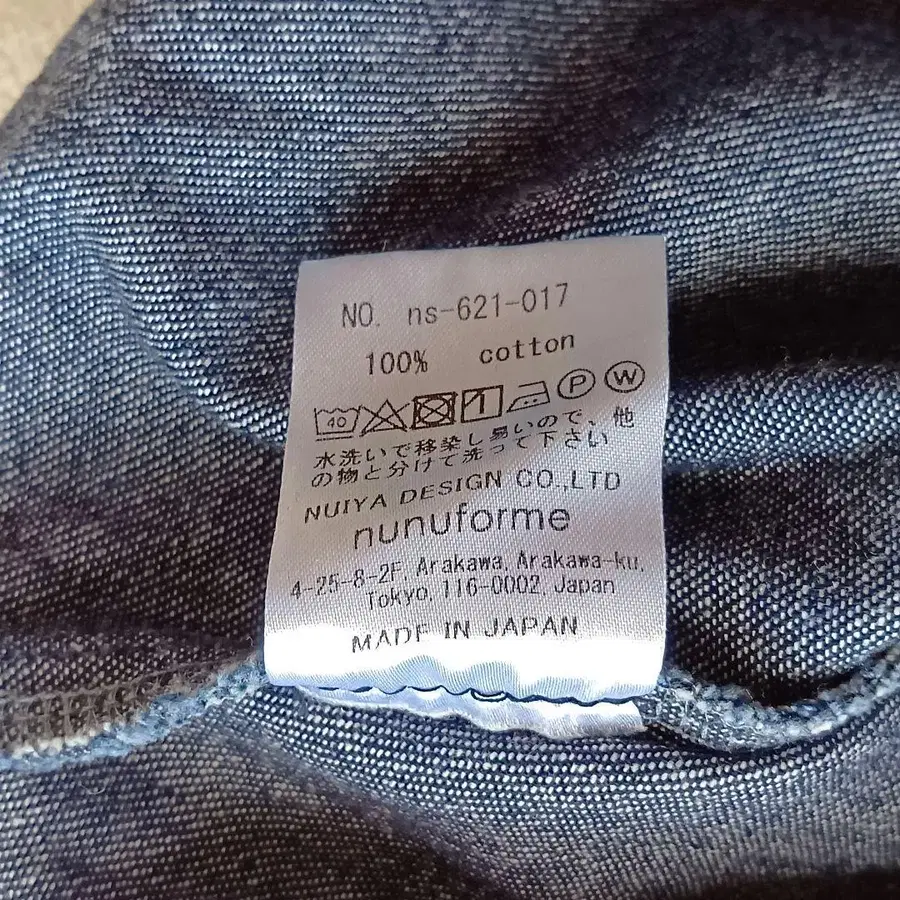 NO. ns-621-017
100% cotton
40 P W
水洗いで移染し易いので、他
の物と分けて洗って下さい
NUIYA DESIGN CO.,LTD
nunuforme
4-25-8-2F, Arakawa, Arakawa-ku,
Tokyo, 116-0002, Japan
MADE IN JAPAN